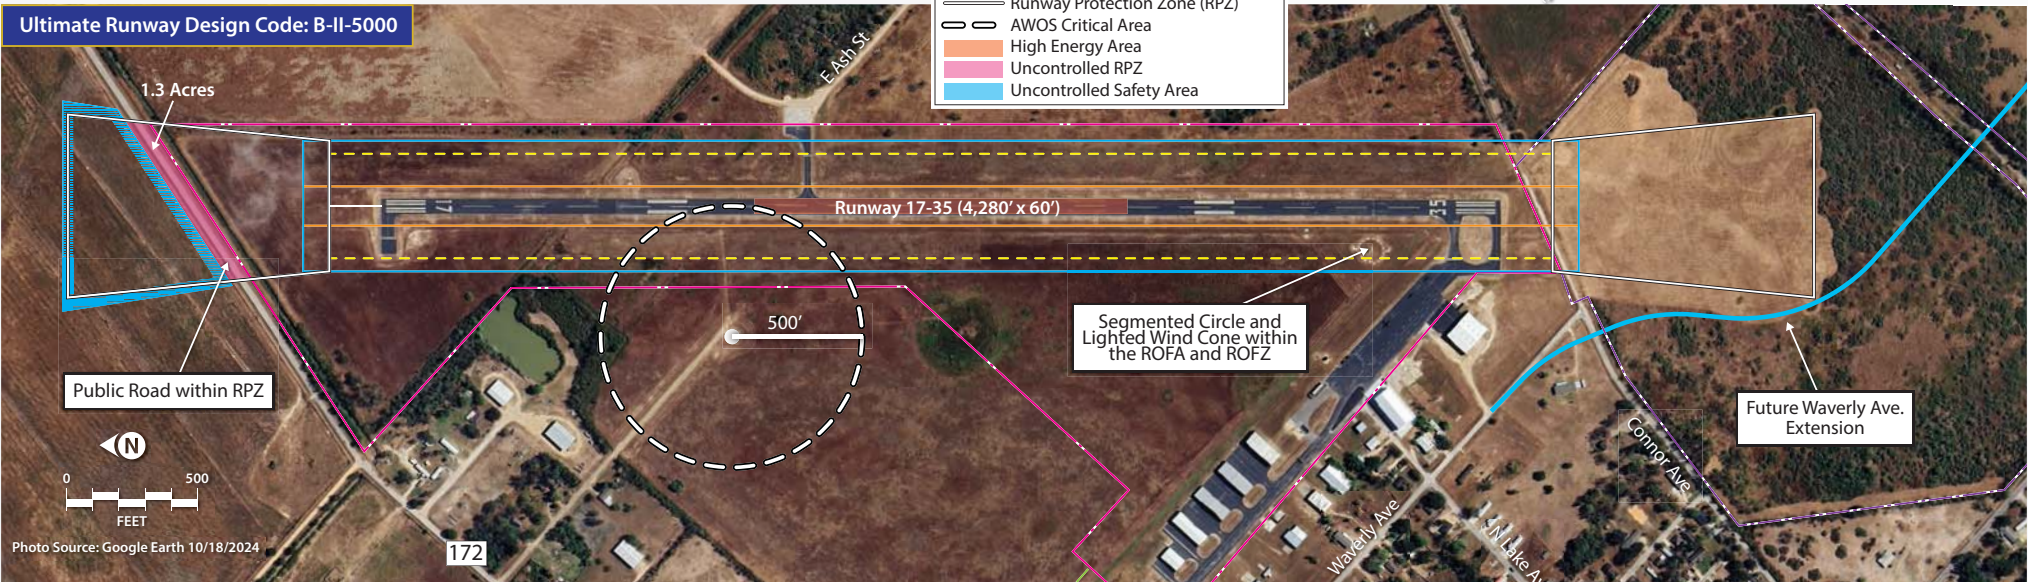 Ultimate Runway Design Code: B-II-5000
Runway Protection Zone (RPZ)
AWOS Critical Area
High Energy Area
Uncontrolled RPZ
Uncontrolled Safety Area
E Ash St
1.3 Acres
17
Runway 17-35 (4,280’ x 60’)
35
500’
Segmented Circle and
Lighted Wind Cone within
the ROFA and ROFZ
Public Road within RPZ
Future Waverly Ave.
Extension
Connor Ave
N
0 500
FEET
Waverly Ave
N Lake Av
172
Photo Source: Google Earth 10/18/2024